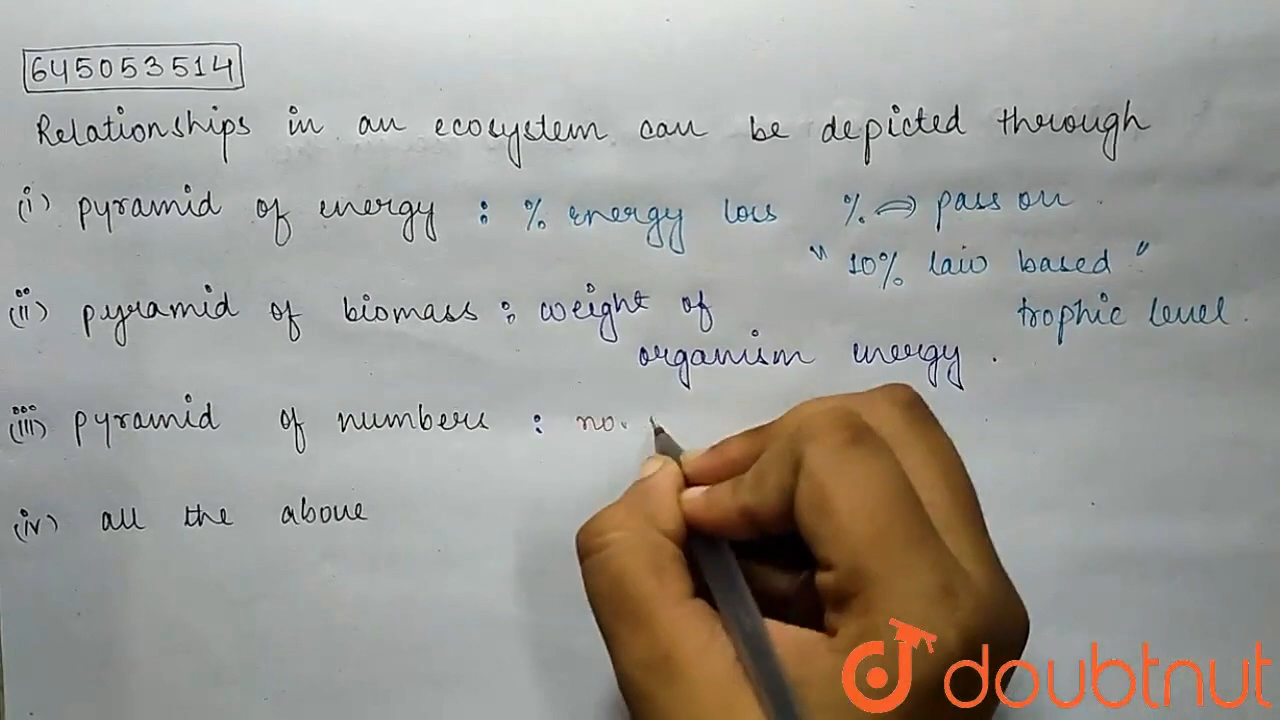 645053514
Relationships in an ecosystem can be depicted through
(i) pyramid of energy : % energy loss % ⇒ pass on.
"10% law based"
trophic level.
(ii) pyramid of biomass : weight of
organism energy.
(iii) pyramid of numbers : no.
(iv) all the above
doubtnut